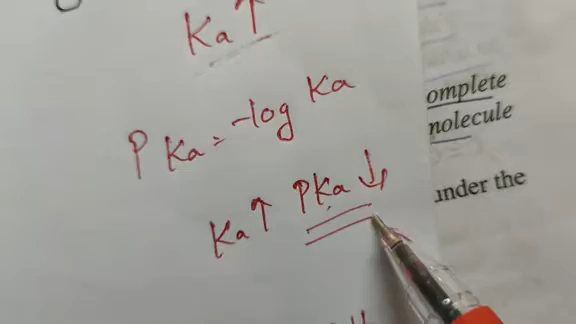 Ka↑
PKa = -log Ka
Ka↑ PKa↓
omplete
nolecule
under the